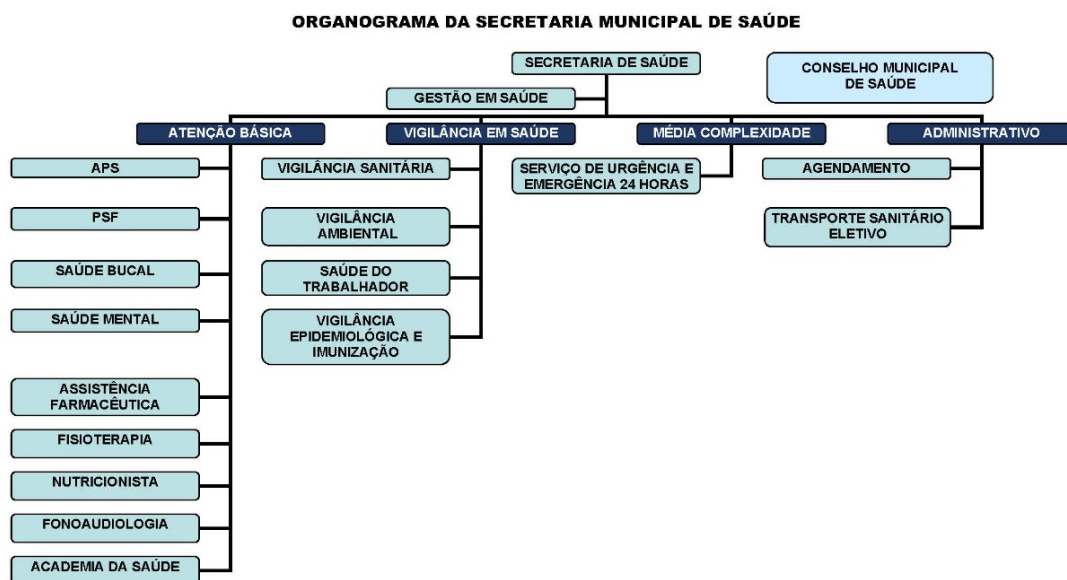 ORGANOGRAMA DA SECRETARIA MUNICIPAL DE SAÚDE
SECRETARIA DE SAÚDE
CONSELHO MUNICIPAL
DE SAÚDE
GESTÃO EM SAÚDE
ATENÇÃO BÁSICA
VIGILÂNCIA EM SAÚDE
MÉDIA COMPLEXIDADE
ADMINISTRATIVO
APS
PSF
SAÚDE BUCAL
SAÚDE MENTAL
ASSISTÊNCIA
FARMACÊUTICA
FISIOTERAPIA
NUTRICIONISTA
FONOAUDIOLOGIA
ACADEMIA DA SAÚDE
VIGILÂNCIA SANITÁRIA
VIGILÂNCIA
AMBIENTAL
SAÚDE DO
TRABALHADOR
VIGILÂNCIA
EPIDEMIOLÓGICA E
IMUNIZAÇÃO
SERVIÇO DE URGÊNCIA E
EMERGÊNCIA 24 HORAS
AGENDAMENTO
TRANSPORTE SANITÁRIO
ELETIVO